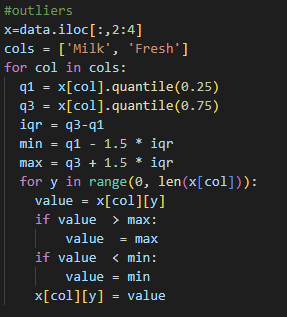 #outliers
x=data.iloc[:,2:4]
cols = ['Milk', 'Fresh']
for col in cols:
  q1 = x[col].quantile(0.25)
  q3 = x[col].quantile(0.75)
  iqr = q3-q1
  min = q1 - 1.5 * iqr
  max = q3 + 1.5 * iqr
  for y in range(0, len(x[col])):
    value = x[col][y]
    if value  > max:
        value  = max
    if value  < min:
        value = min
    x[col][y] = value